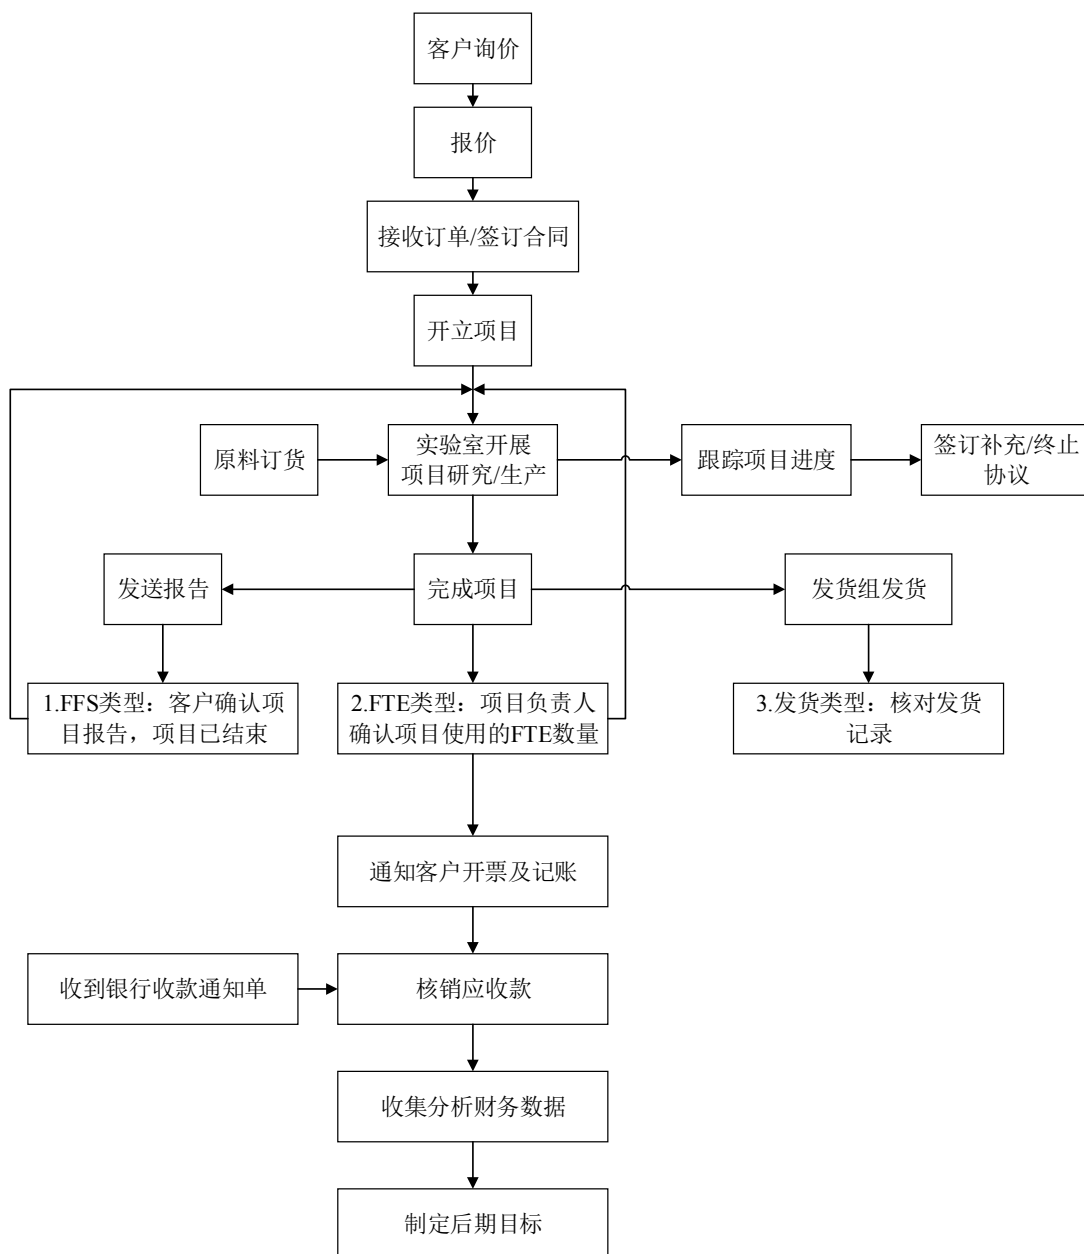 客户询价
报价
接收订单/签订合同
开立项目
原料订货
实验室开展
项目研究/生产
跟踪项目进度
签订补充/终止
协议
发送报告
完成项目
发货组发货
1.FFS类型：客户确认项
目报告，项目已结束
2.FTE类型：项目负责人
确认项目使用的FTE数量
3.发货类型：核对发货
记录
通知客户开票及记账
收到银行收款通知单
核销应收款
收集分析财务数据
制定后期目标